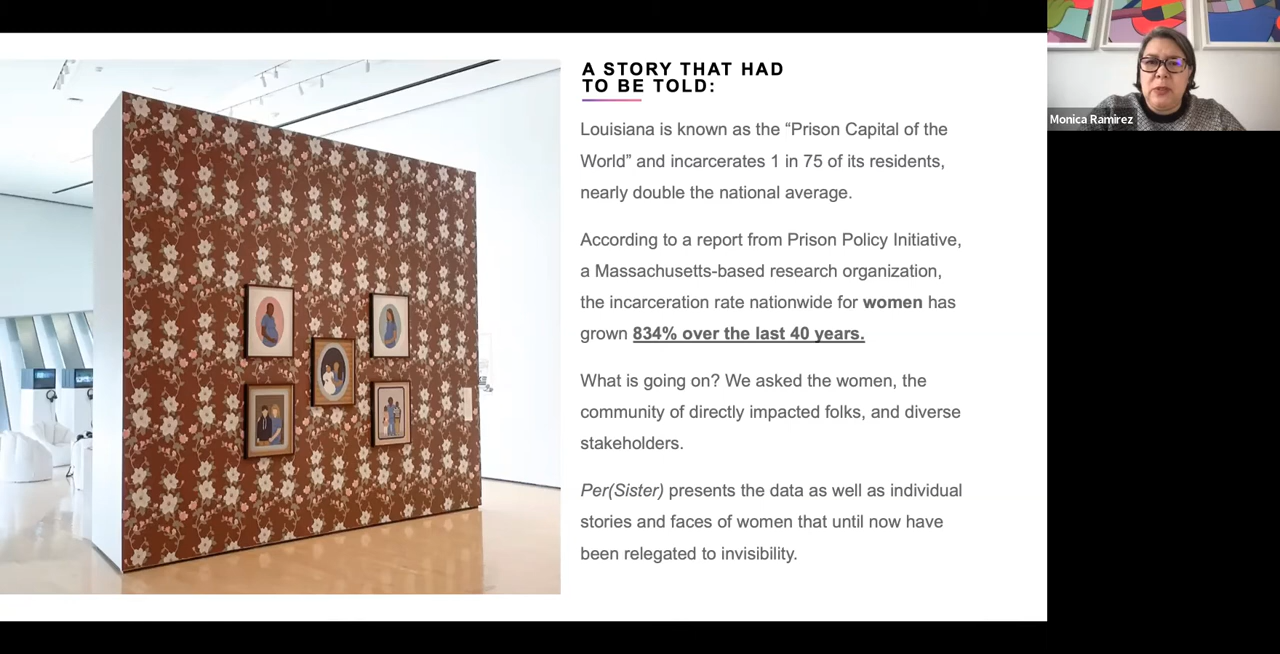 A STORY THAT HAD
TO BE TOLD:
Louisiana is known as the “Prison Capital of the
World” and incarcerates 1 in 75 of its residents,
nearly double the national average.
According to a report from Prison Policy Initiative,
a Massachusetts-based research organization,
the incarceration rate nationwide for women has
grown 834% over the last 40 years.
What is going on? We asked the women, the
community of directly impacted folks, and diverse
stakeholders.
Per(Sister) presents the data as well as individual
stories and faces of women that until now have
been relegated to invisibility.
Monica Ramirez